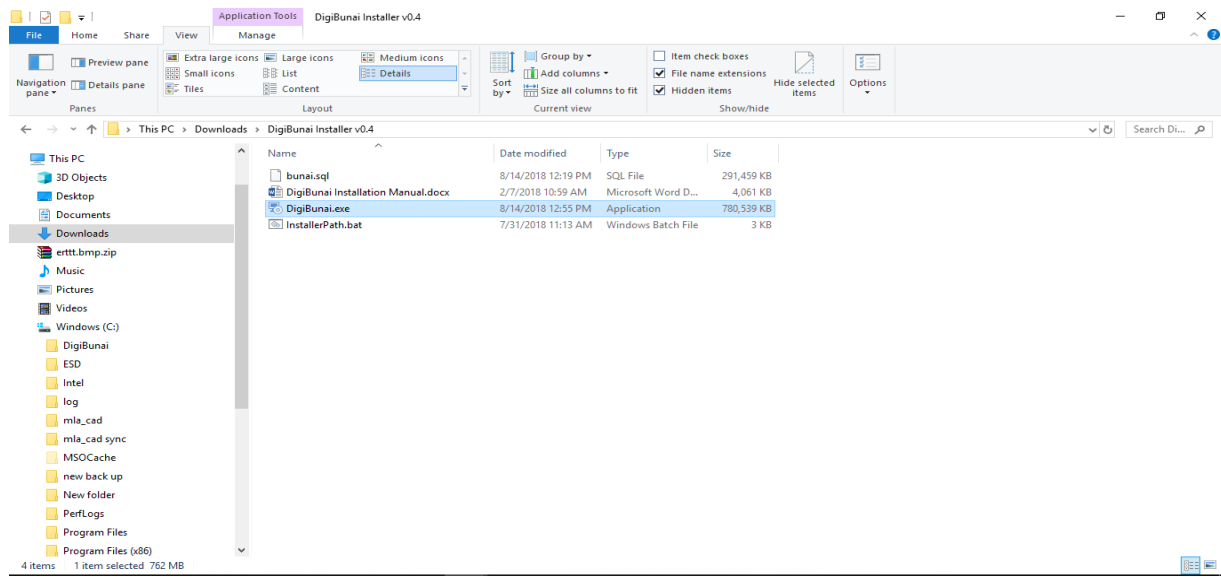 Application Tools DigiBunai Installer v0.4
File Home Share View Manage
Navigation pane
Preview pane
Details pane
Panes
Extra large icons Large icons Medium icons
Small icons List Details
Tiles Content
Layout
Sort by
Group by
Add columns
Size all columns to fit
Current view
Item check boxes
File name extensions
Hidden items
Hide selected items
Show/hide
Options
This PC > Downloads > DigiBunai Installer v0.4
Search Di...
This PC
3D Objects
Desktop
Documents
Downloads
erttt.bmp.zip
Music
Pictures
Videos
Windows (C:)
DigiBunai
ESD
Intel
log
mla_cad
mla_cad sync
MSOCache
new back up
New folder
PerfLogs
Program Files
Program Files (x86)
Name Date modified Type Size
bunai.sql 8/14/2018 12:19 PM SQL File 291,459 KB
DigiBunai Installation Manual.docx 2/7/2018 10:59 AM Microsoft Word D... 4,061 KB
DigiBunai.exe 8/14/2018 12:55 PM Application 780,539 KB
InstallerPath.bat 7/31/2018 11:13 AM Windows Batch File 3 KB
4 items 1 item selected 762 MB